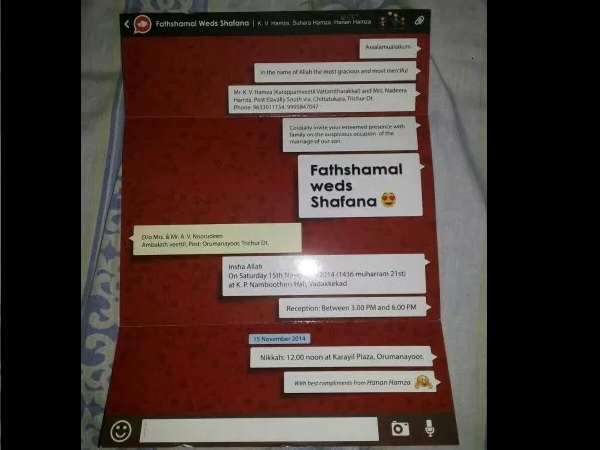 Fathshamal Weds Shafana | K. V. Hamza, Suhara Hamza, Hanan Hamza
Assalamualaikum
In the name of Allah the most gracious and most merciful
Mr. K. V. Hamza (Karapparnveetil Vattamtharakkal) and Mrs. Nadeera
Hamza, Post Elavally South via, Chittatukara, Trichur Dt.
Phone: 9633011154, 9995847047
Cordially invite your esteemed presence with
family on the auspicious occasion of the
marriage of our son.
Fathshamal
weds
Shafana
D/o Mrs. & Mr. A. V. Noorudeen
Ambalath veettil, Post: Orumanayoor, Trichur Dt.
Insha Allah
On Saturday 15th 2014 (1436 muharram 21st)
at K. P. Namboothiris Hall, Vadakkekad
Reception: Between 3.00 PM and 6.00 PM
15 November 2014
Nikkah: 12.00 noon at Karayil Plaza, Orumanayoor.
With best compliments from Hanan Hamza